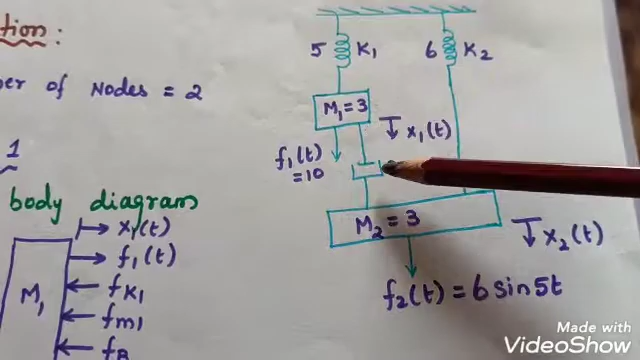 tion:
er of Nodes = 2
1
body diagram
x₁(t)
f₁(t)
M₁
fK₁
fm₁
fB
5 K₁ 6 K₂
M₁ = 3
x₁(t)
f₁(t)
= 10
M₂ = 3
x₂(t)
f₂(t) = 6 sin 5t
Made with
VideoShow